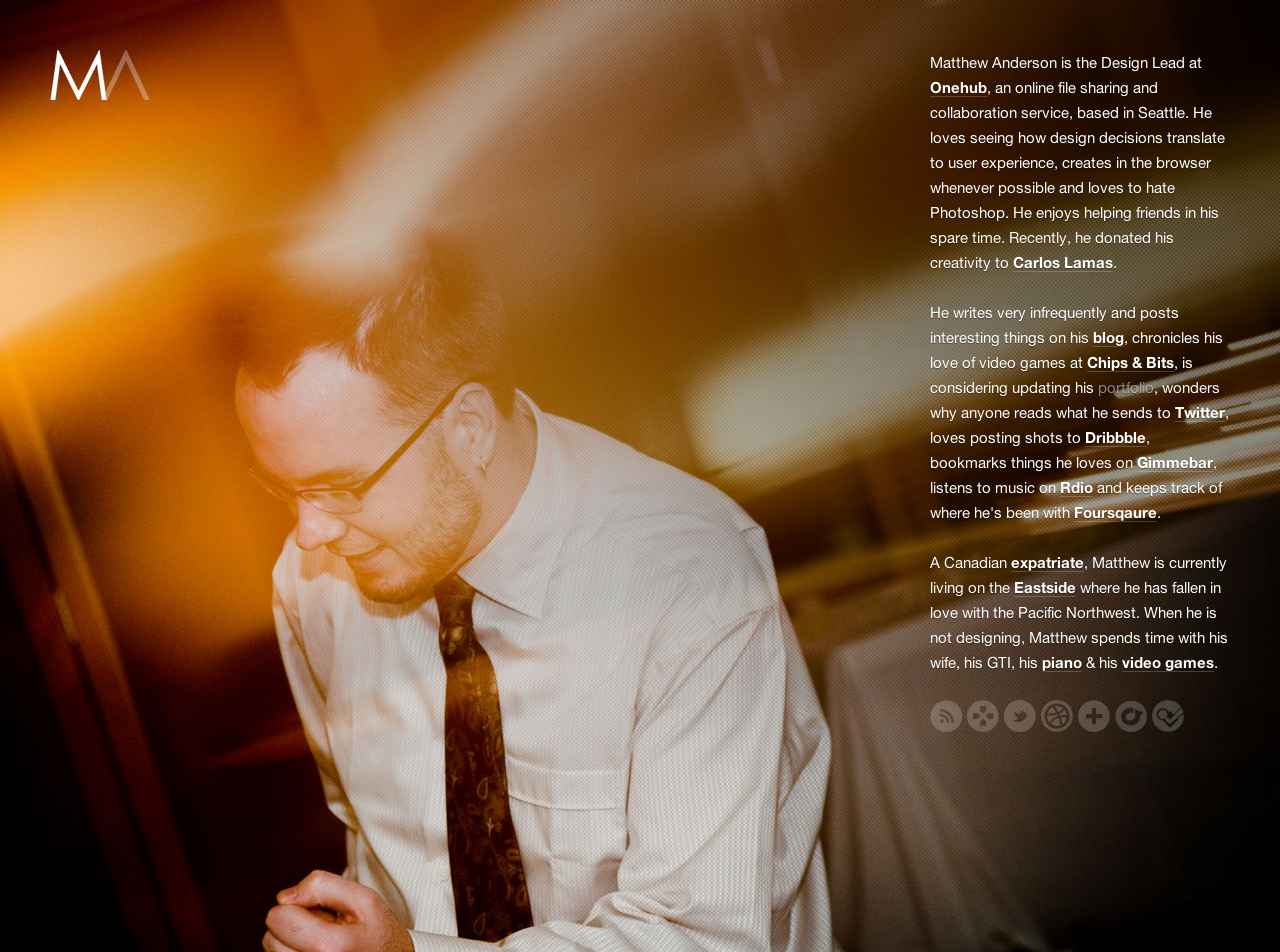 MA
Matthew Anderson is the Design Lead at
Onehub, an online file sharing and
collaboration service, based in Seattle. He
loves seeing how design decisions translate
to user experience, creates in the browser
whenever possible and loves to hate
Photoshop. He enjoys helping friends in his
spare time. Recently, he donated his
creativity to Carlos Lamas.
He writes very infrequently and posts
interesting things on his blog, chronicles his
love of video games at Chips & Bits, is
considering updating his portfolio, wonders
why anyone reads what he sends to Twitter,
loves posting shots to Dribbble,
bookmarks things he loves on Gimmebar,
listens to music on Rdio and keeps track of
where he's been with Foursqaure.
A Canadian expatriate, Matthew is currently
living on the Eastside where he has fallen in
love with the Pacific Northwest. When he is
not designing, Matthew spends time with his
wife, his GTI, his piano & his video games.